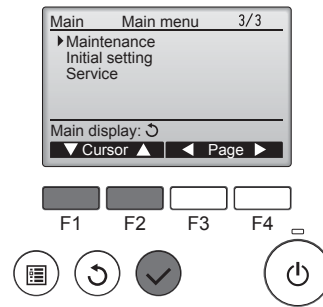 Main Main menu 3/3
Maintenance
Initial setting
Service
Main display:
Cursor Page
F1 F2 F3 F4